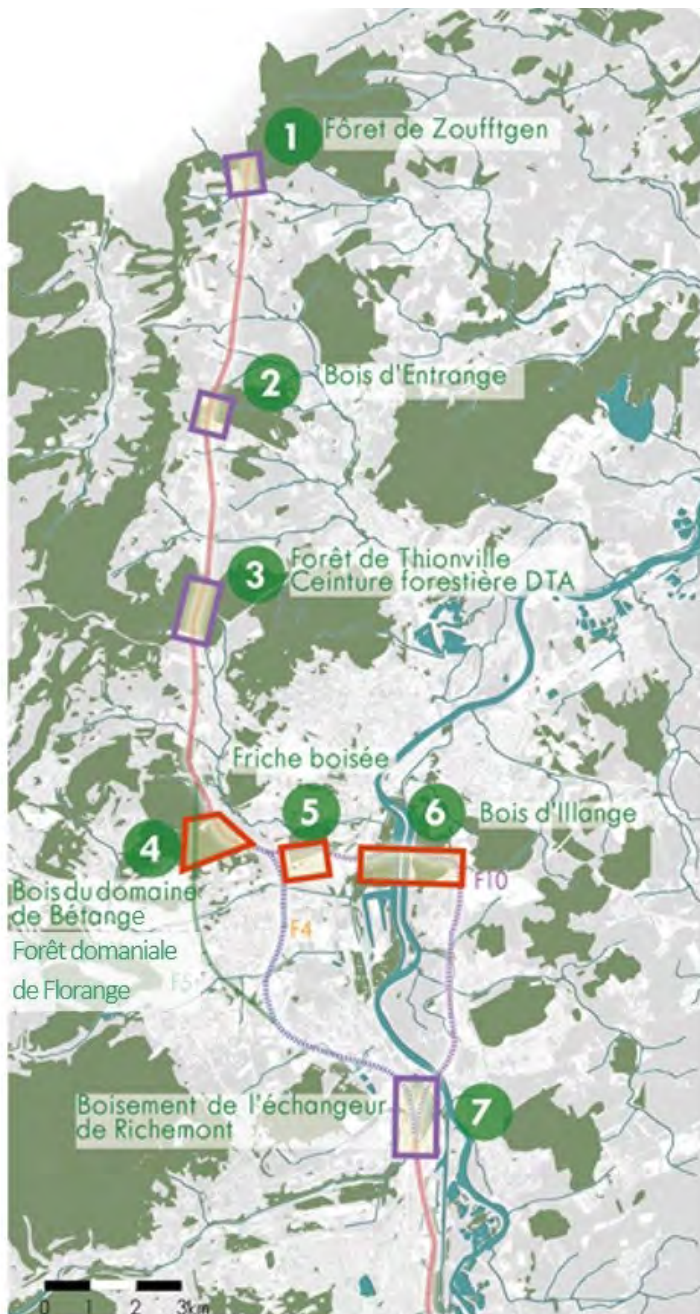 1
Fôret de Zoufftgen
2
Bois d'Entrange
3
Forêt de Thionville
Ceinture forestière DTA
Friche boisée
4
5
6
Bois d'Illange
Bois du domaine
de Bétange
Forêt domaniale
de Florange
F5
F4
F10
Boisement de l'échangeur
de Richemont
7
0 1 2 3km